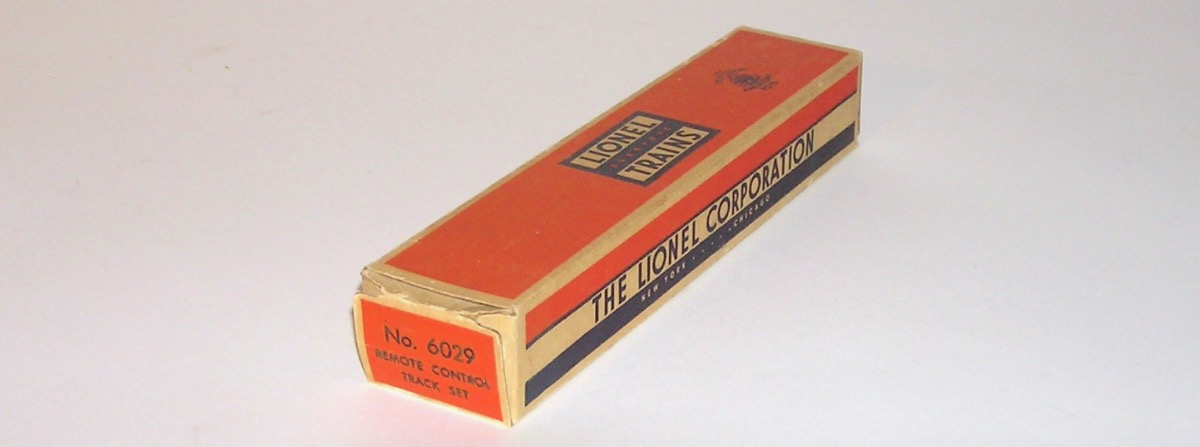 LIONEL
TRAINS
THE LIONEL CORPORATION
NEW YORK · · · · · CHICAGO
No. 6029
REMOTE CONTROL
TRACK SET